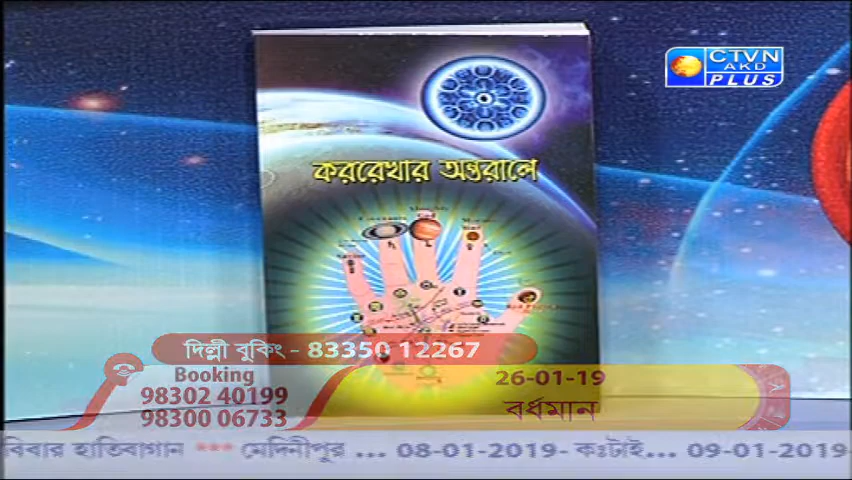 CTVN
AKD
PLUS
কররেখার অন্তরালে
দিল্লী বুকিং - 83350 12267
Booking
98302 40199
98300 06733
26-01-19
বর্ধমান
বিবার হাতিবাগান *** মেদিনীপুর ... 08-01-2019- কঃটাই... 09-01-2019-